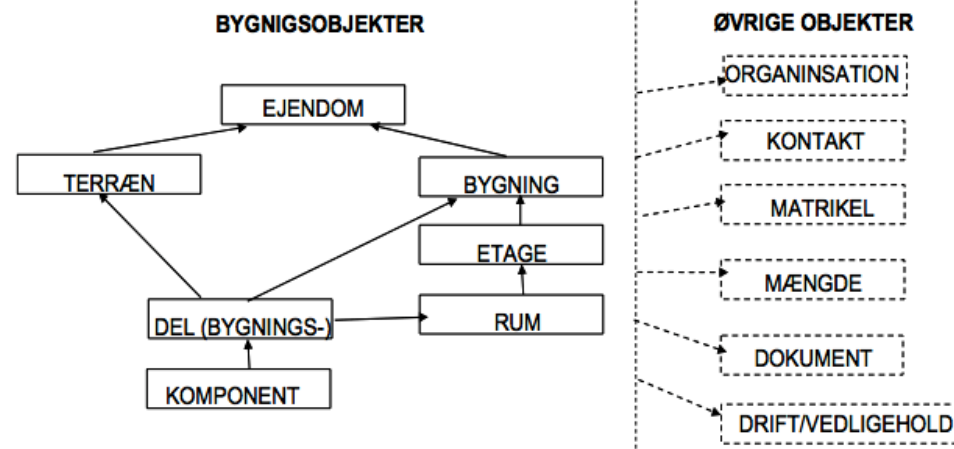 BYGNIGSOBJEKTER
EJENDOM
TERRÆN
BYGNING
ETAGE
DEL (BYGNINGS-)
RUM
KOMPONENT
ØVRIGE OBJEKTER
ORGANINSATION
KONTAKT
MATRIKEL
MÆNGDE
DOKUMENT
DRIFT/VEDLIGEHOLD